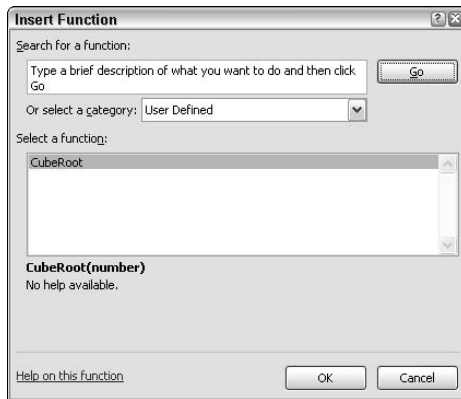 Insert Function
Search for a function:
Type a brief description of what you want to do and then click
Go
Go
Or select a category: User Defined
Select a function:
CubeRoot
CubeRoot(number)
No help available.
Help on this function
OK
Cancel